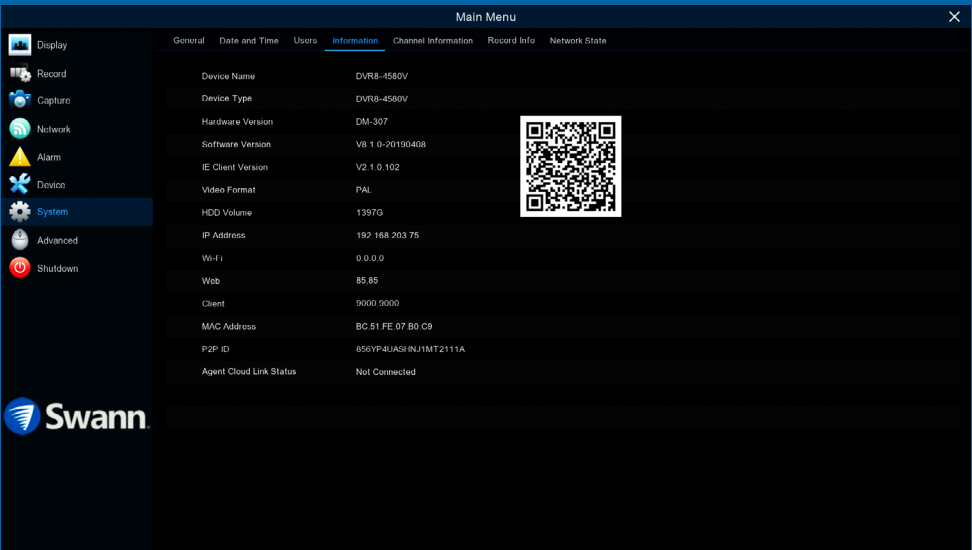 Main Menu
Display
Record
Capture
Network
Alarm
Device
System
Advanced
Shutdown
Swann
General Date and Time Users Information Channel Information Record Info Network State
Device Name DVR8-4580V
Device Type DVR8-4580V
Hardware Version DM-307
Software Version V8.1.0-20190408
IE Client Version V2.1.0.102
Video Format PAL
HDD Volume 1397G
IP Address 192.168.203.75
Wi-Fi 0.0.0.0
Web 85,85
Client 9000,9000
MAC Address BC.51.FE.07.B0.C9
P2P ID
Agent Cloud Link Status Not Connected